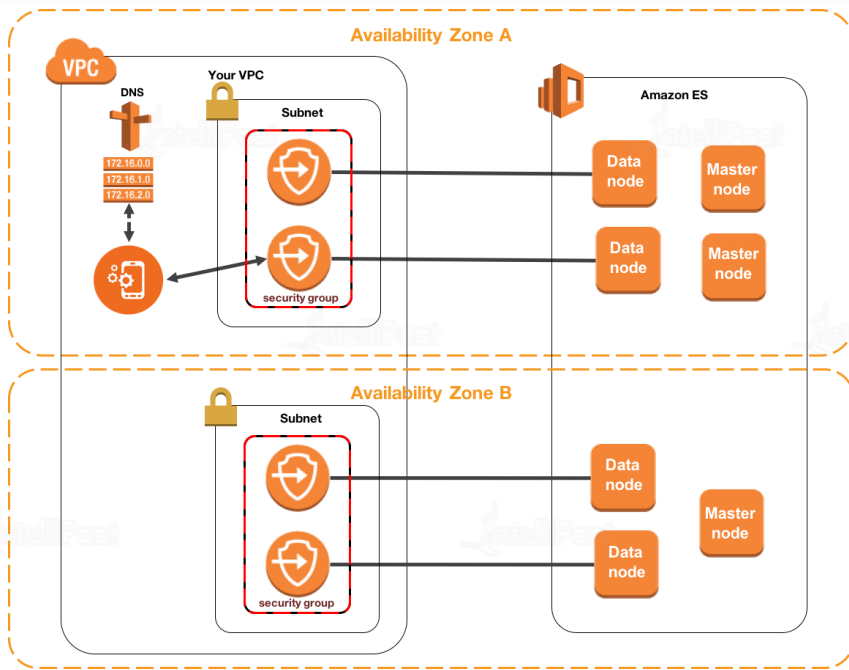 Availability Zone A
VPC
Your VPC
DNS
Subnet
Amazon ES
172.16.0.0
172.16.1.0
172.16.2.0
Data
node
Master
node
Data
node
Master
node
security group
Availability Zone B
Subnet
Data
node
Master
node
Data
node
security group